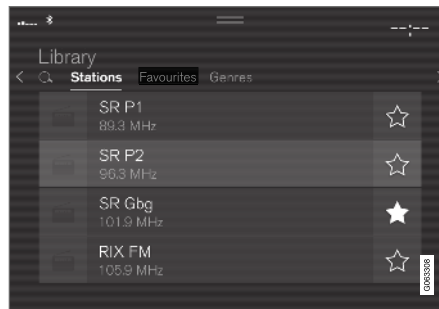 --:--
Library
Stations Favourites Genres
SR P1
89.3 MHz
SR P2
96.3 MHz
SR Gbg
101.9 MHz
RIX FM
105.9 MHz
G063308